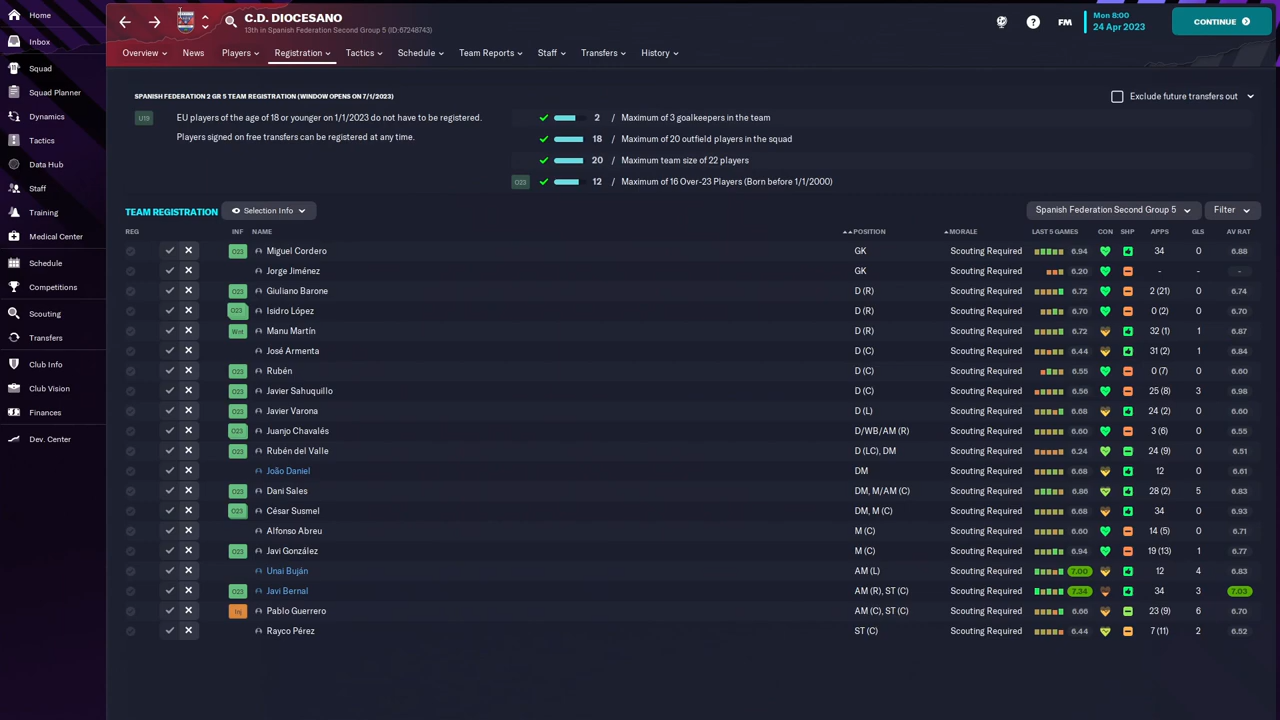 Home
Inbox
Squad
Squad Planner
Dynamics
Tactics
Data Hub
Staff
Training
Medical Center
Schedule
Competitions
Scouting
Transfers
Club Info
Club Vision
Finances
Dev. Center
C.D. DIOCESANO
13th in Spanish Federation Second Group 5 (ID:67248743)
FM
Mon 8:00
24 Apr 2023
CONTINUE
Overview News Players Registration Tactics Schedule Team Reports Staff Transfers History
SPANISH FEDERATION 2 GR 5 TEAM REGISTRATION (WINDOW OPENS ON 7/1/2023)
Exclude future transfers out
U19 EU players of the age of 18 or younger on 1/1/2023 do not have to be registered.
Players signed on free transfers can be registered at any time.
2 / Maximum of 3 goalkeepers in the team
18 / Maximum of 20 outfield players in the squad
20 / Maximum team size of 22 players
O23 12 / Maximum of 16 Over-23 Players (Born before 1/1/2000)
TEAM REGISTRATION Selection Info Spanish Federation Second Group 5 Filter
REG INF NAME POSITION MORALE LAST 5 GAMES CON SHP APPS GLS AV RAT
O23 Miguel Cordero GK Scouting Required 6.94 34 0 6.88
Jorge Jiménez GK Scouting Required 6.20 - - -
O23 Giuliano Barone D (R) Scouting Required 6.72 2 (21) 0 6.74
O23 Isidro López D (R) Scouting Required 6.70 0 (2) 0 6.70
Wnt Manu Martín D (R) Scouting Required 6.72 32 (1) 1 6.87
José Armenta D (C) Scouting Required 6.44 31 (2) 1 6.84
O23 Rubén D (C) Scouting Required 6.55 0 (7) 0 6.60
O23 Javier Sahuquillo D (C) Scouting Required 6.56 25 (8) 3 6.98
O23 Javier Varona D (L) Scouting Required 6.68 24 (2) 0 6.60
O23 Juanjo Chavalés D/WB/AM (R) Scouting Required 6.60 3 (6) 0 6.55
O23 Rubén del Valle D (LC), DM Scouting Required 6.24 24 (9) 0 6.51
João Daniel DM Scouting Required 6.68 12 0 6.61
O23 Dani Sales DM, M/AM (C) Scouting Required 6.86 28 (2) 5 6.83
O23 César Susmel DM, M (C) Scouting Required 6.68 34 0 6.93
Alfonso Abreu M (C) Scouting Required 6.60 14 (5) 0 6.71
O23 Javi González M (C) Scouting Required 6.94 19 (13) 1 6.77
Unai Buján AM (L) Scouting Required 7.00 12 4 6.83
O23 Javi Bernal AM (R), ST (C) Scouting Required 7.34 34 3 7.03
Inj Pablo Guerrero AM (C), ST (C) Scouting Required 6.66 23 (9) 6 6.70
Rayco Pérez ST (C) Scouting Required 6.44 7 (11) 2 6.52